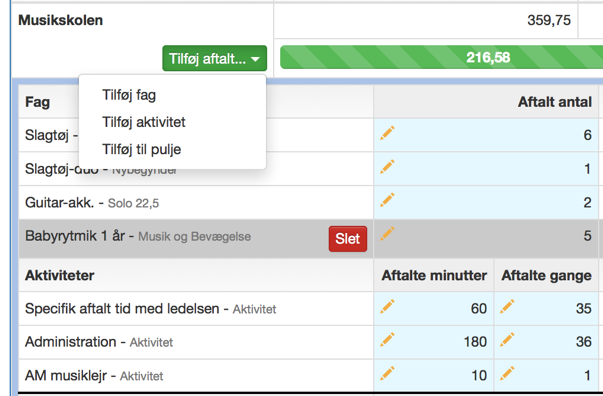 Musikskolen 359,75
Tilføj aftalt... 216,58
Tilføj fag
Tilføj aktivitet
Tilføj til pulje
Fag Aftalt antal
Slagtøj - 6
Slagtøj-duo - Nybegynder 1
Guitar-akk. - Solo 22,5 2
Babyrytmik 1 år - Musik og Bevægelse Slet 5
Aktiviteter Aftalte minutter Aftalte gange
Specifik aftalt tid med ledelsen - Aktivitet 60 35
Administration - Aktivitet 180 36
AM musiklejr - Aktivitet 10 1